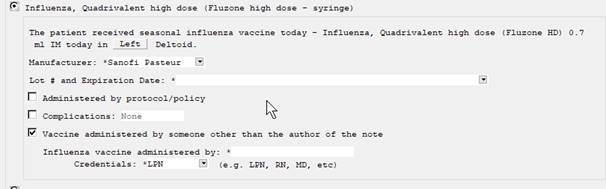 Influenza, Quadrivalent high dose (Fluzone high dose - syringe)
The patient received seasonal influenza vaccine today - Influenza, Quadrivalent high dose (Fluzone HD) 0.7
ml IM today in Left Deltoid.
Manufacturer: *Sanofi Pasteur
Lot # and Expiration Date: *
Administered by protocol/policy
Complications: None
Vaccine administered by someone other than the author of the note
Influenza vaccine administered by: *
Credentials: *LPN (e.g. LPN, RN, MD, etc)